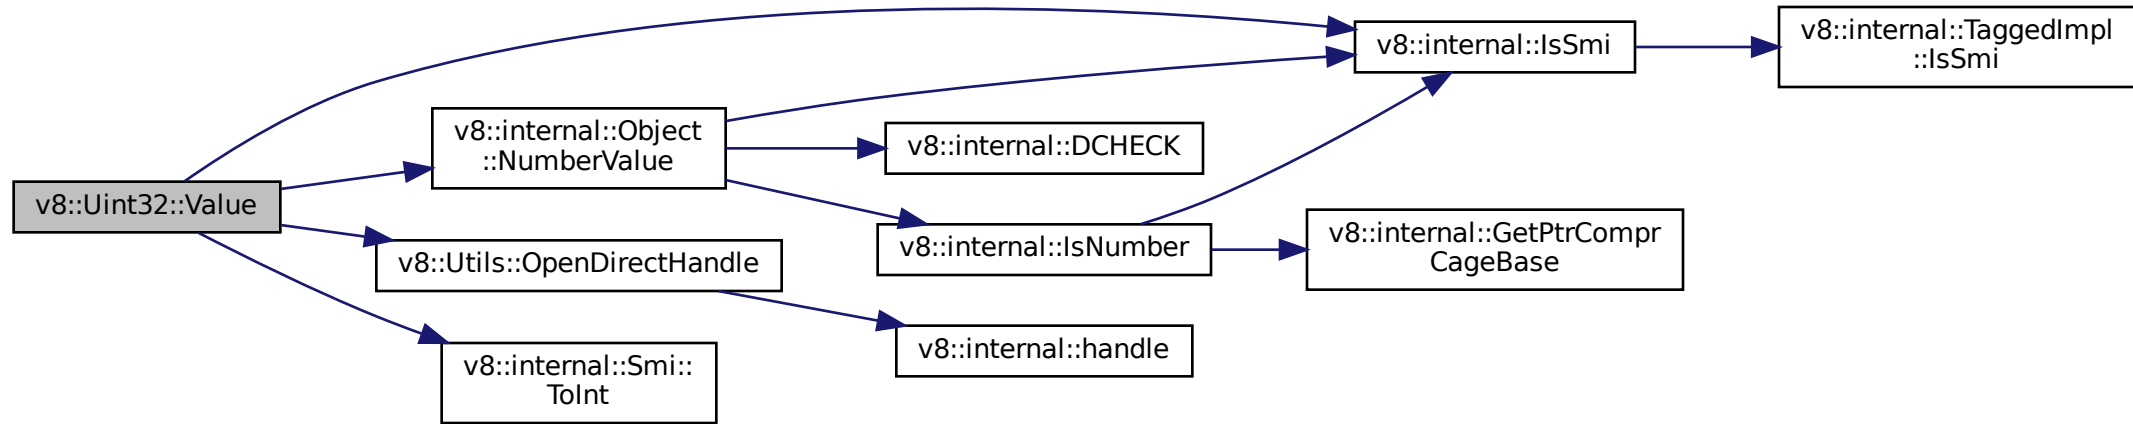 v8::Uint32::Value
v8::internal::Object
::NumberValue
v8::Utils::OpenDirectHandle
v8::internal::Smi::
ToInt
v8::internal::DCHECK
v8::internal::IsNumber
v8::internal::handle
v8::internal::IsSmi
v8::internal::GetPtrCompr
CageBase
v8::internal::TaggedImpl
::IsSmi